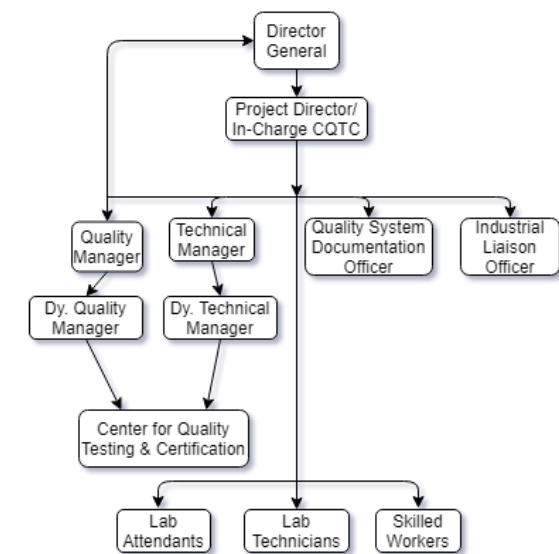 Director
General
Project Director/
In-Charge CQTC
Quality
Manager
Technical
Manager
Quality System
Documentation
Officer
Industrial
Liaison
Officer
Dy. Quality
Manager
Dy. Technical
Manager
Center for Quality
Testing & Certification
Lab
Attendants
Lab
Technicians
Skilled
Workers